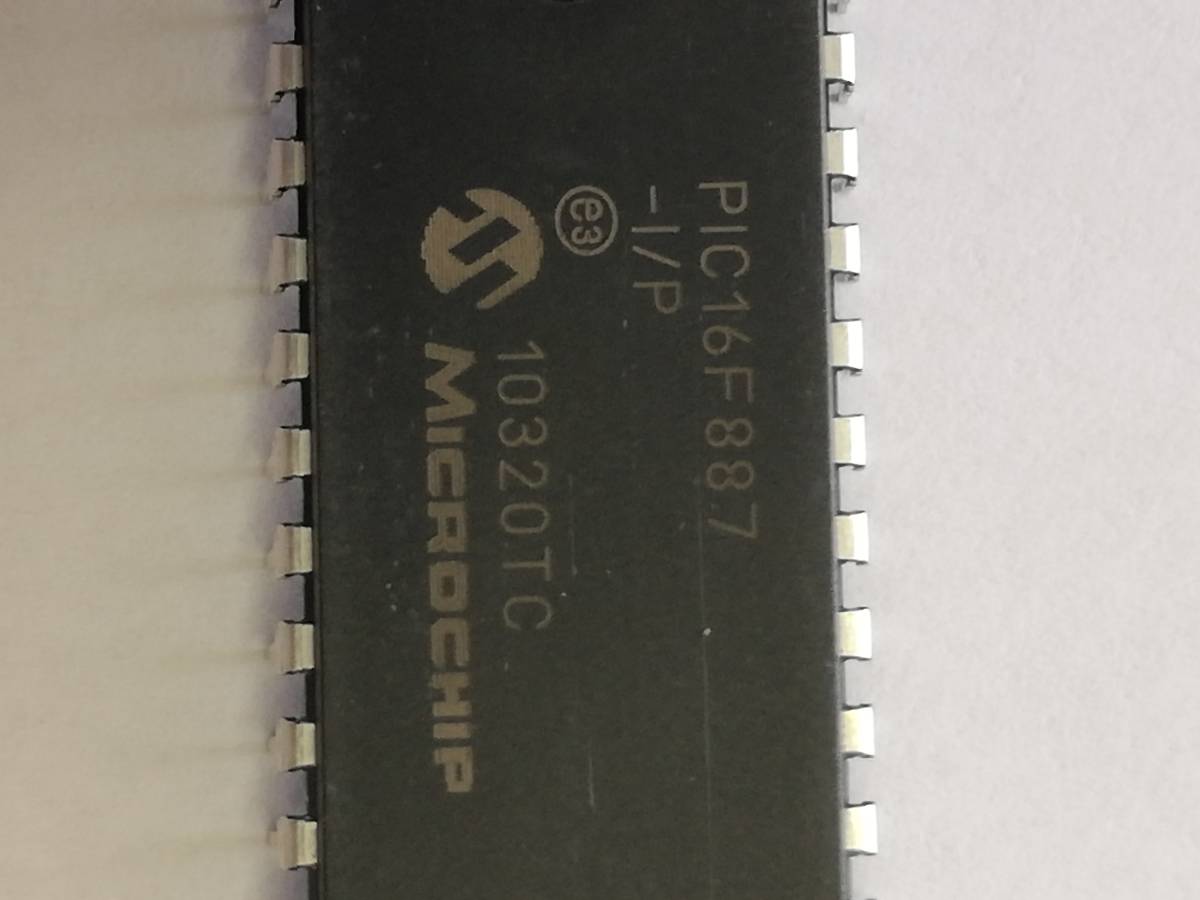 PIC16F887
-I/P
e3
10320TC
MICROCHIP